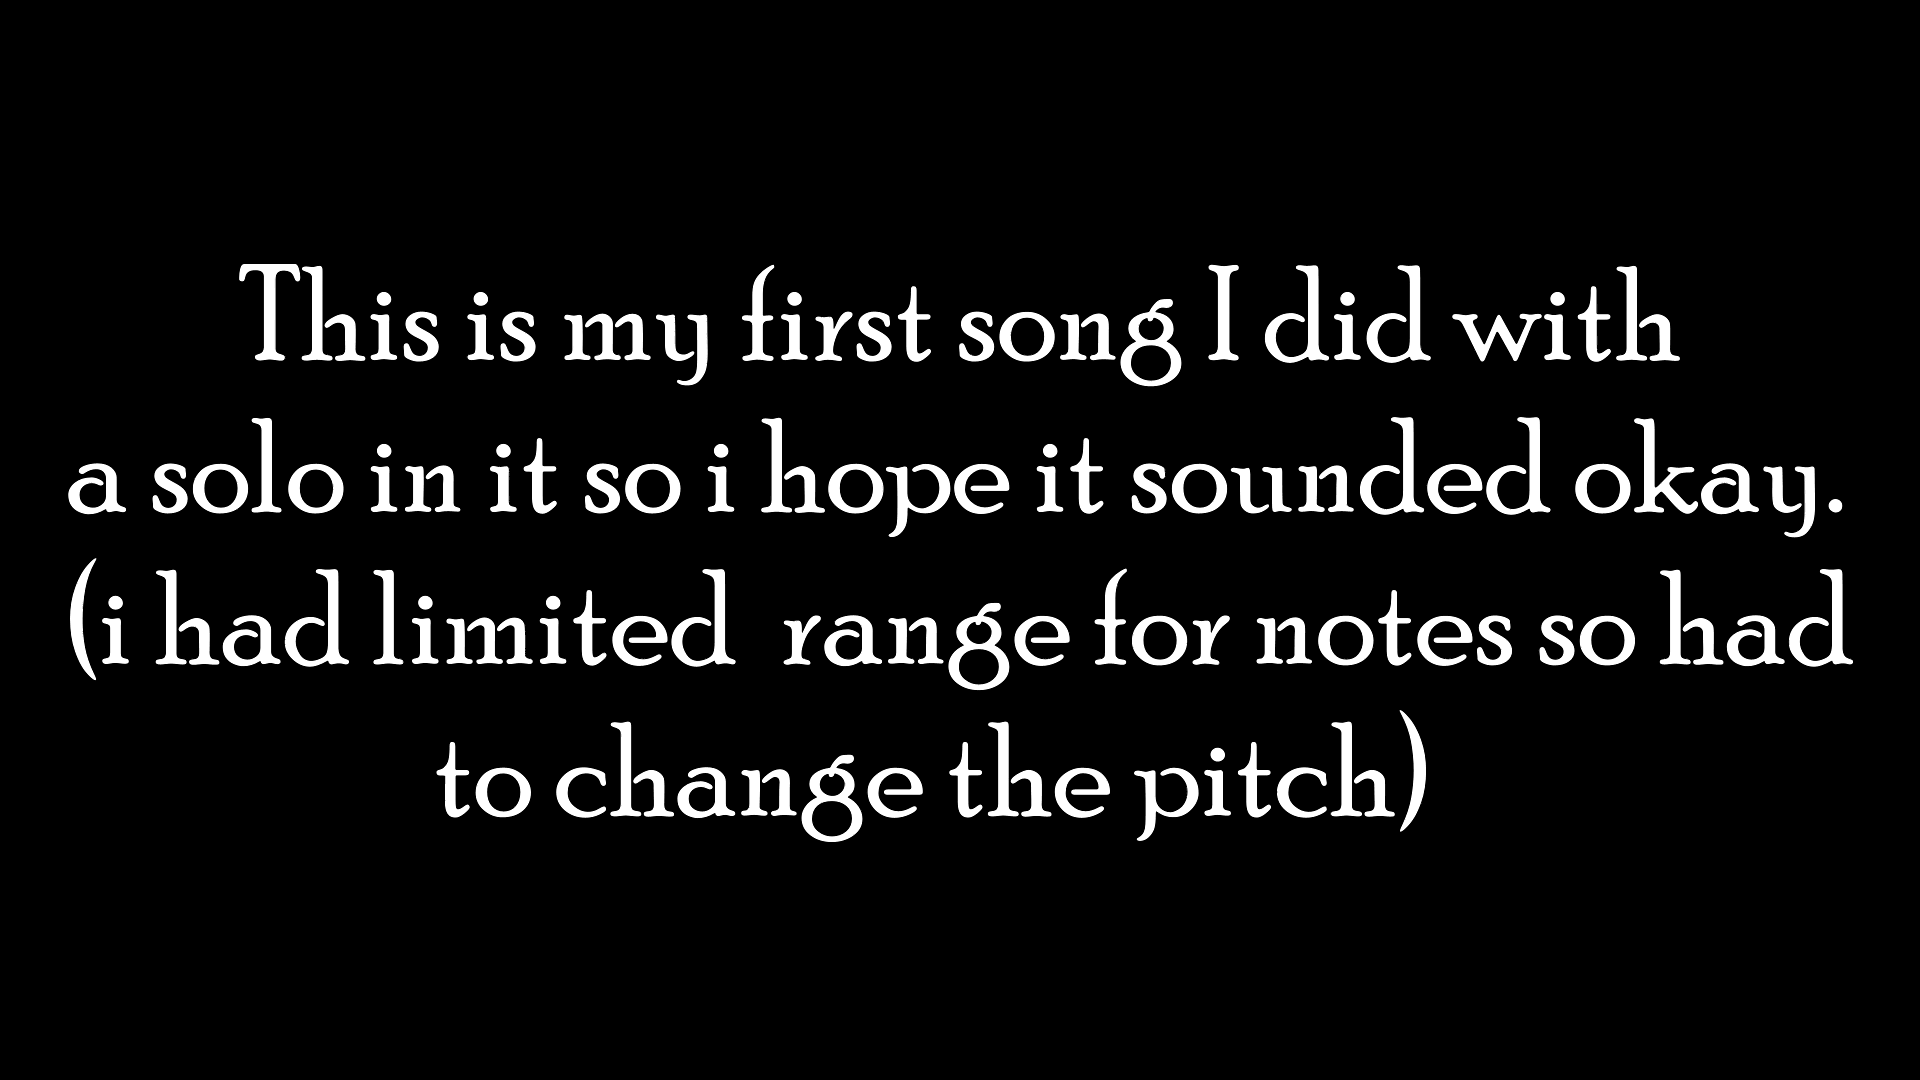 This is my first song I did with
a solo in it so i hope it sounded okay.
(i had limited  range for notes so had
to change the pitch)